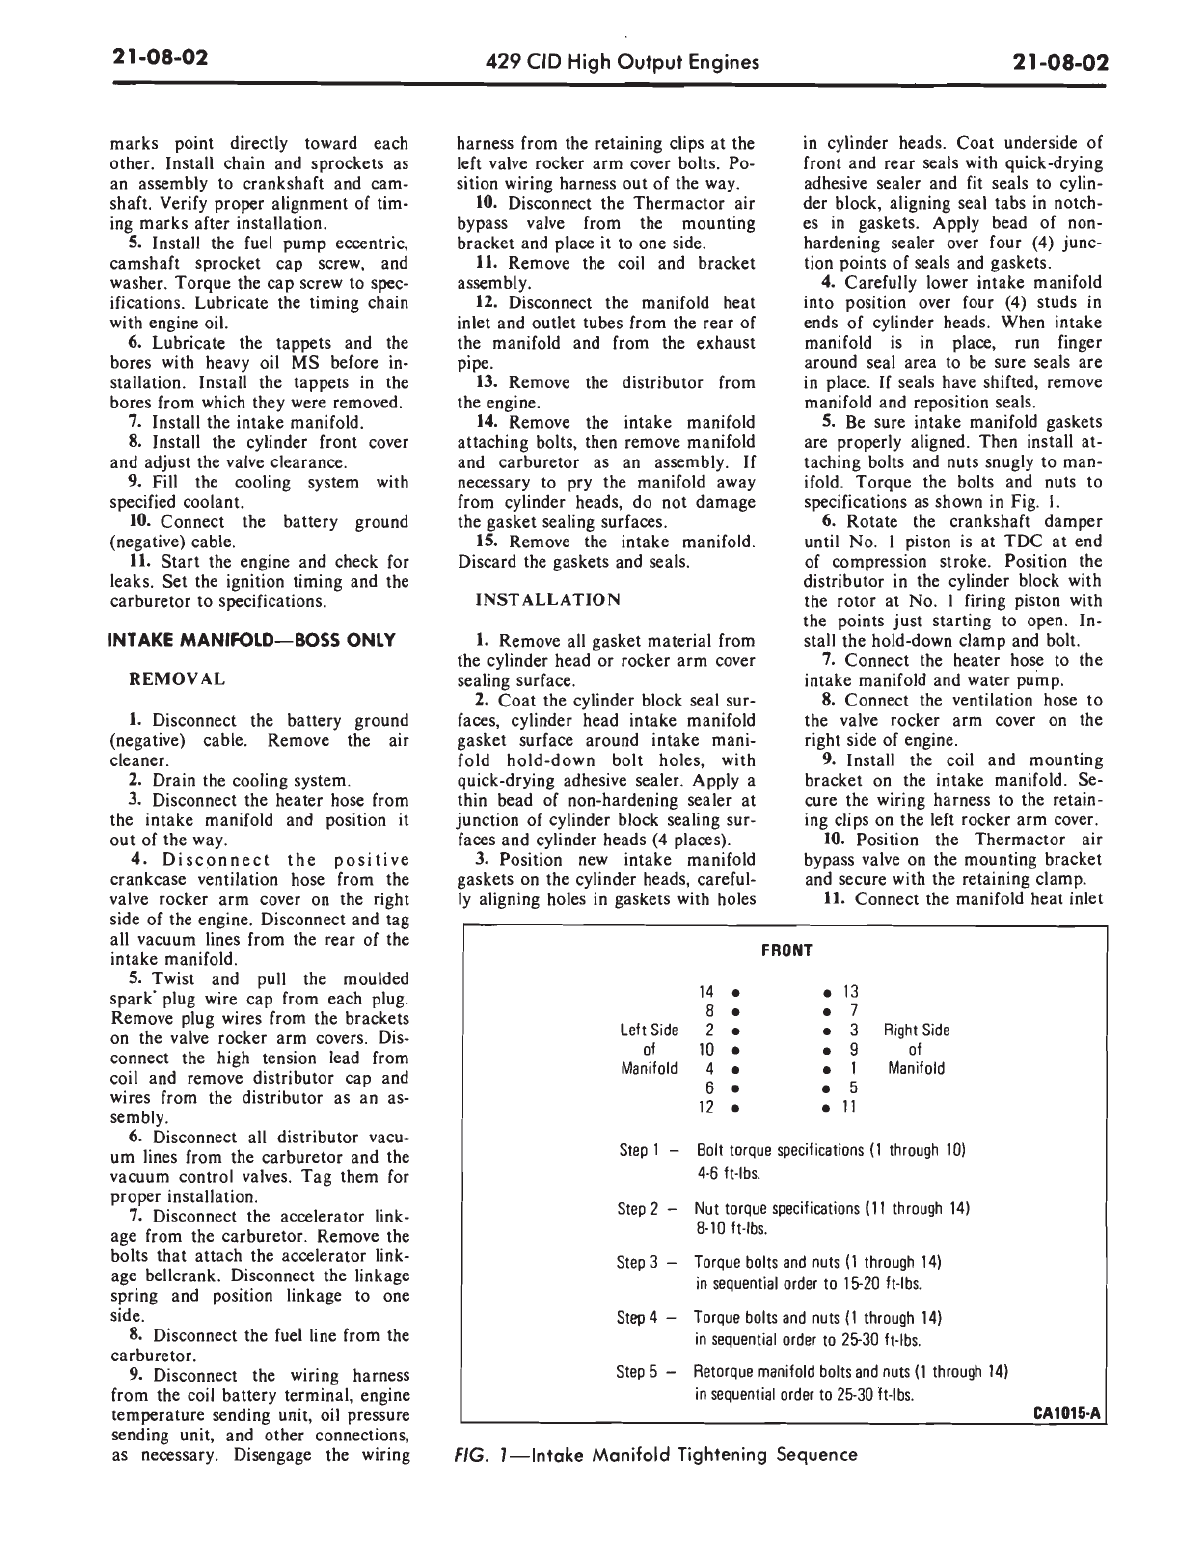 21-08-02
429 CID High Output Engines
21-08-02
marks point directly toward each
other. Install chain and sprockets as
an assembly to crankshaft and cam-
shaft. Verify proper alignment of tim-
ing marks after installation.
5. Install the fuel pump eccentric,
camshaft sprocket cap screw, and
washer. Torque the cap screw to spec-
ifications. Lubricate the timing chain
with engine oil.
6. Lubricate the tappets and the
bores with heavy oil MS before in-
stallation. Install the tappets in the
bores from which they were removed.
7. Install the intake manifold.
8. Install the cylinder front cover
and adjust the valve clearance.
9. Fill the cooling system with
specified coolant.
10. Connect the battery ground
(negative) cable.
11. Start the engine and check for
leaks. Set the ignition timing and the
carburetor to specifications.
INTAKE MANIFOLD—BOSS ONLY
REMOVAL
1. Disconnect the battery ground
(negative) cable. Remove the air
cleaner.
2. Drain the cooling system.
3. Disconnect the heater hose from
the intake manifold and position it
out of the way.
4. Disconnect the positive
crankcase ventilation hose from the
valve rocker arm cover on the right
side of the engine. Disconnect and tag
all vacuum lines from the rear of the
intake manifold.
5. Twist and pull the moulded
spark plug wire cap from each plug.
Remove plug wires from the brackets
on the valve rocker arm covers. Dis-
connect the high tension lead from
coil and remove distributor cap and
wires from the distributor as an as-
sembly.
6. Disconnect all distributor vacu-
um lines from the carburetor and the
vacuum control valves. Tag them for
proper installation.
7. Disconnect the accelerator link-
age from the carburetor. Remove the
bolts that attach the accelerator link-
age bellcrank. Disconnect the linkage
spring and position linkage to one
side.
8. Disconnect the fuel line from the
carburetor.
9. Disconnect the wiring harness
from the coil battery terminal, engine
temperature sending unit, oil pressure
sending unit, and other connections,
as necessary. Disengage the wiring
harness from the retaining clips at the
left valve rocker arm cover bolts. Po-
sition wiring harness out of the way.
10. Disconnect the Thermactor air
bypass valve from the mounting
bracket and place it to one side.
11. Remove the coil and bracket
assembly.
12. Disconnect the manifold heat
inlet and outlet tubes from the rear of
the manifold and from the exhaust
pipe.
13. Remove the distributor from
the engine.
14. Remove the intake manifold
attaching bolts, then remove manifold
and carburetor as an assembly. If
necessary to pry the manifold away
from cylinder heads, do not damage
the gasket sealing surfaces.
15. Remove the intake manifold.
Discard the gaskets and seals.
INSTALLATION
1. Remove all gasket material from
the cylinder head or rocker arm cover
sealing surface.
2. Coat the cylinder block seal sur-
faces, cylinder head intake manifold
gasket surface around intake mani-
fold hold-down bolt holes, with
quick-drying adhesive sealer. Apply a
thin bead of non-hardening sealer at
junction of cylinder block sealing sur-
faces and cylinder heads (4 places).
3. Position new intake manifold
gaskets on the cylinder heads, careful-
ly aligning holes in gaskets with holes
in cylinder heads. Coat underside of
front and rear seals with quick-drying
adhesive sealer and fit seals to cylin-
der block, aligning seal tabs in notch-
es in gaskets. Apply bead of non-
hardening sealer over four (4) junc-
tion points of seals and gaskets.
4. Carefully lower intake manifold
into position over four (4) studs in
ends of cylinder heads. When intake
manifold is in place, run finger
around seal area to be sure seals are
in place. If seals have shifted, remove
manifold and reposition seals.
5. Be sure intake manifold gaskets
are properly aligned. Then install at-
taching bolts and nuts snugly to man-
ifold. Torque the bolts and nuts to
specifications as shown in Fig. 1.
6. Rotate the crankshaft damper
until No. 1 piston is at TDC at end
of compression stroke. Position the
distributor in the cylinder block with
the rotor at No. 1 firing piston with
the points just starting to open. In-
stall the hold-down clamp and bolt.
7. Connect the heater hose to the
intake manifold and water pump.
8. Connect the ventilation hose to
the valve rocker arm cover on the
right side of engine.
9. Install the coil and mounting
bracket on the intake manifold. Se-
cure the wiring harness to the retain-
ing clips on the left rocker arm cover.
10. Position the Thermactor air
bypass valve on the mounting bracket
and secure with the retaining clamp.
11. Connect the manifold heat inlet
FRONT
14 • • 13
8 • • 7
Left Side 2 • • 3 Right Side
of 10 • • 9 of
Manifold 4 • • 1 Manifold
6 • • 5
12 • • 11
Step 1 – Bolt torque specifications (1 through 10)
4-6 ft-lbs.
Step 2 – Nut torque specifications (11 through 14)
8-10 ft-lbs.
Step 3 – Torque bolts and nuts (1 through 14)
in sequential order to 15-20 ft-lbs.
Step 4 – Torque bolts and nuts (1 through 14)
in sequential order to 25-30 ft-lbs.
Step 5 – Retorque manifold bolts and nuts (1 through 14)
in sequential order to 25-30 ft-lbs.
CA1015-A
FIG. 1—Intake Manifold Tightening Sequence